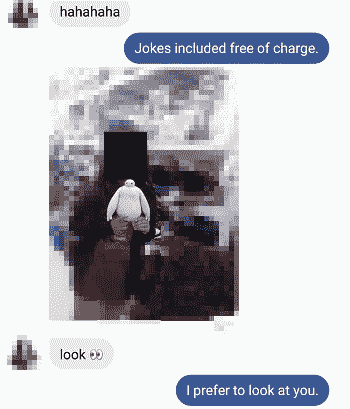 hahahaha
Jokes included free of charge.
look 👀
I prefer to look at you.